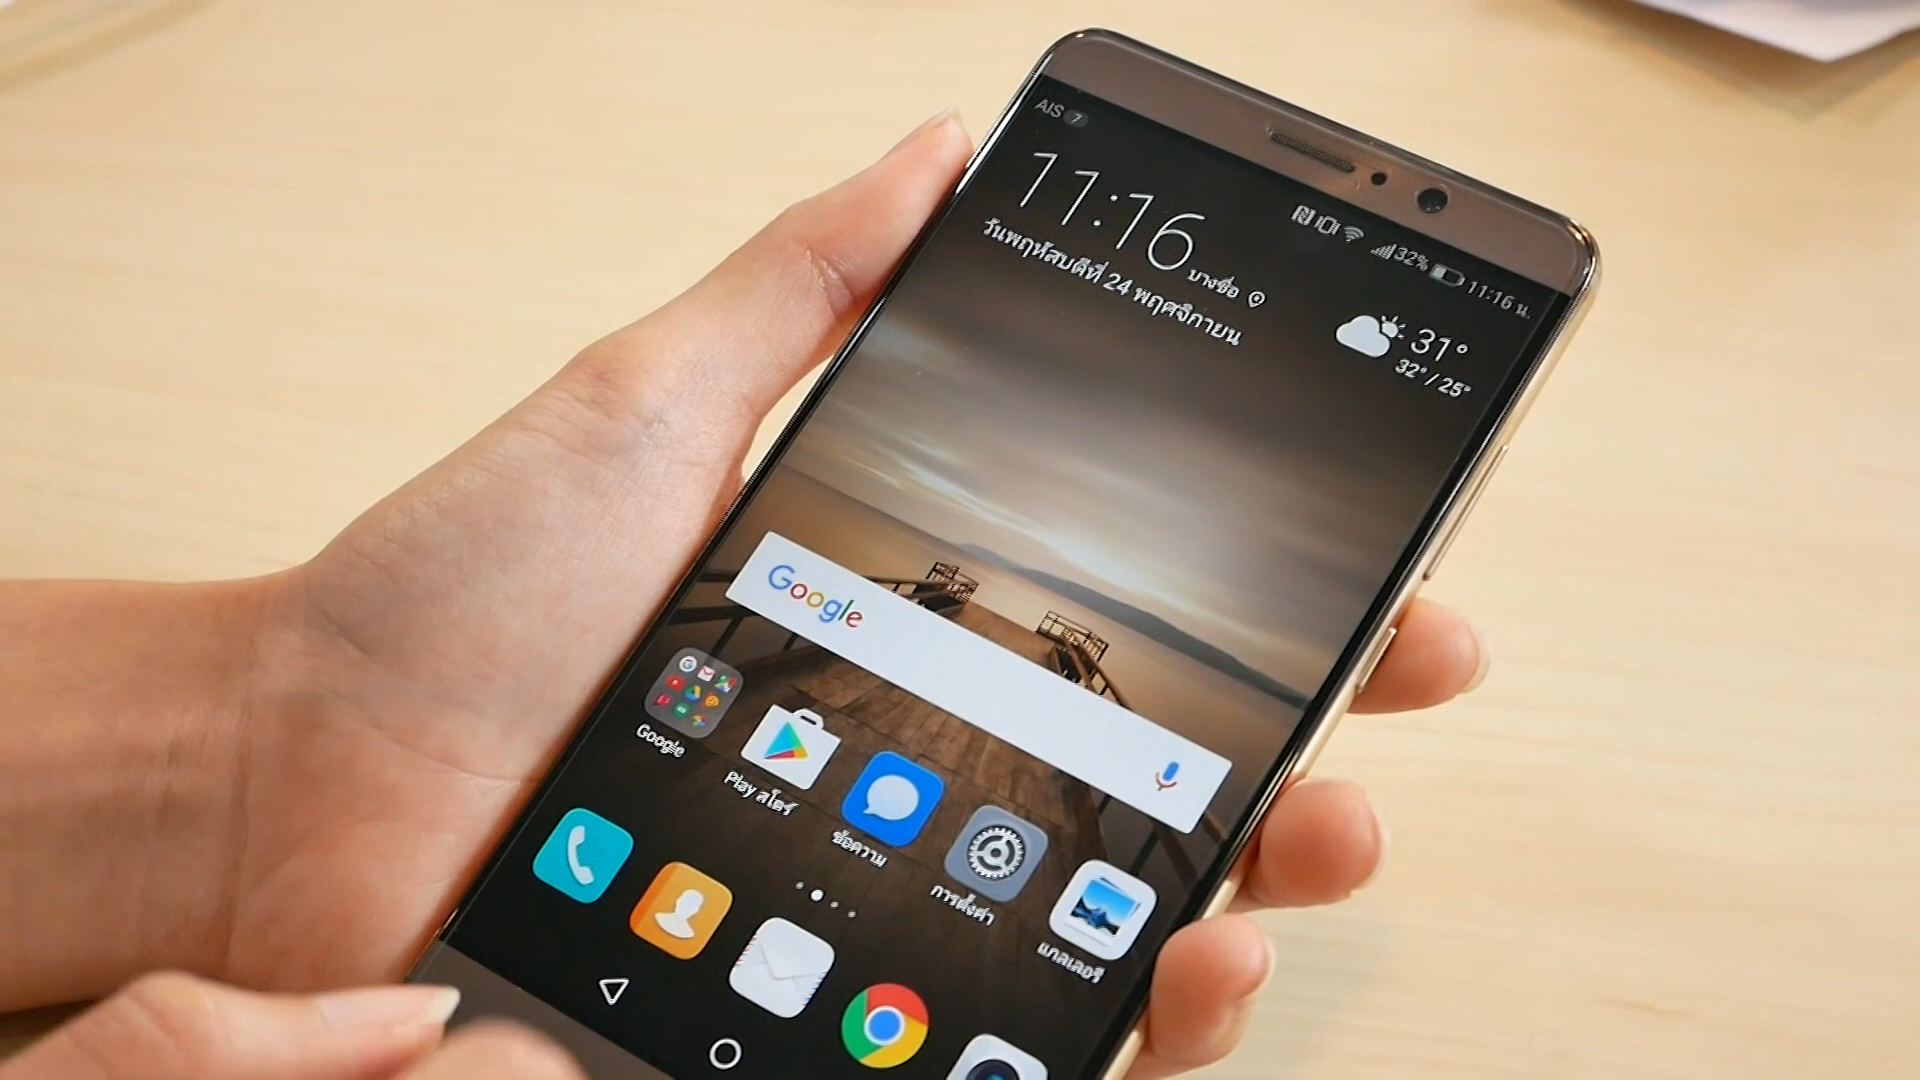 AIS 7
32% 11:16 น.
11:16
บางซื่อ
วันพฤหัสบดีที่ 24 พฤศจิกายน
31°
32° / 25°
Google
Google
Play สโตร์
ข้อความ
การตั้งค่า
แกลเลอรี